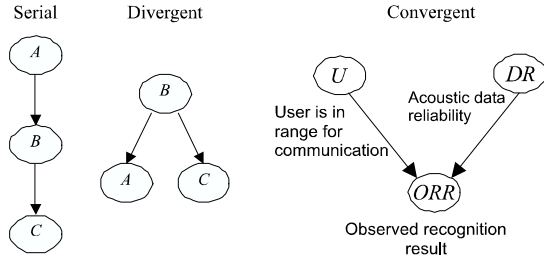 Serial
Divergent
Convergent
A
B
C
B
A
C
U
DR
User is in
range for
communication
Acoustic data
reliability
ORR
Observed recognition
result